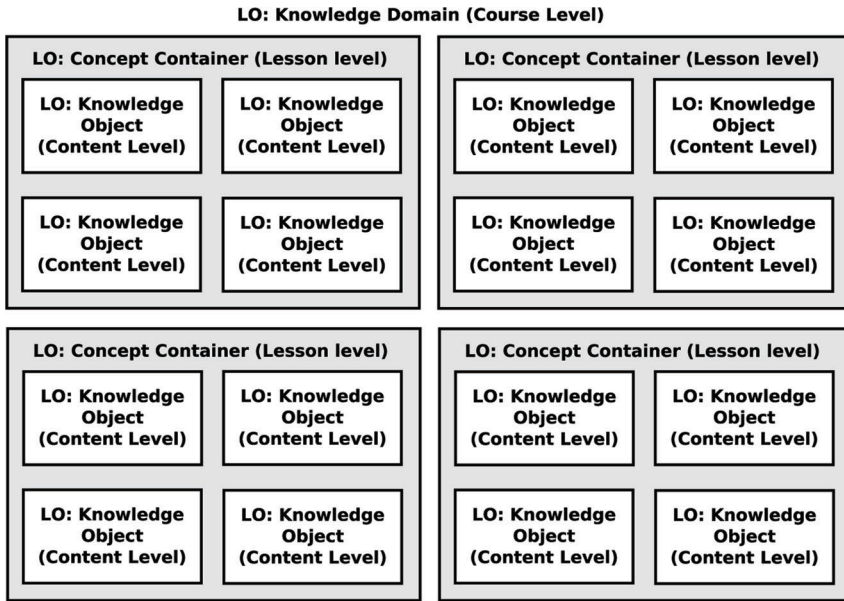 LO: Knowledge Domain (Course Level)
LO: Concept Container (Lesson level)
LO: Knowledge
Object
(Content Level)
LO: Knowledge
Object
(Content Level)
LO: Knowledge
Object
(Content Level)
LO: Knowledge
Object
(Content Level)
LO: Concept Container (Lesson level)
LO: Knowledge
Object
(Content Level)
LO: Knowledge
Object
(Content Level)
LO: Knowledge
Object
(Content Level)
LO: Knowledge
Object
(Content Level)
LO: Concept Container (Lesson level)
LO: Knowledge
Object
(Content Level)
LO: Knowledge
Object
(Content Level)
LO: Knowledge
Object
(Content Level)
LO: Knowledge
Object
(Content Level)
LO: Concept Container (Lesson level)
LO: Knowledge
Object
(Content Level)
LO: Knowledge
Object
(Content Level)
LO: Knowledge
Object
(Content Level)
LO: Knowledge
Object
(Content Level)